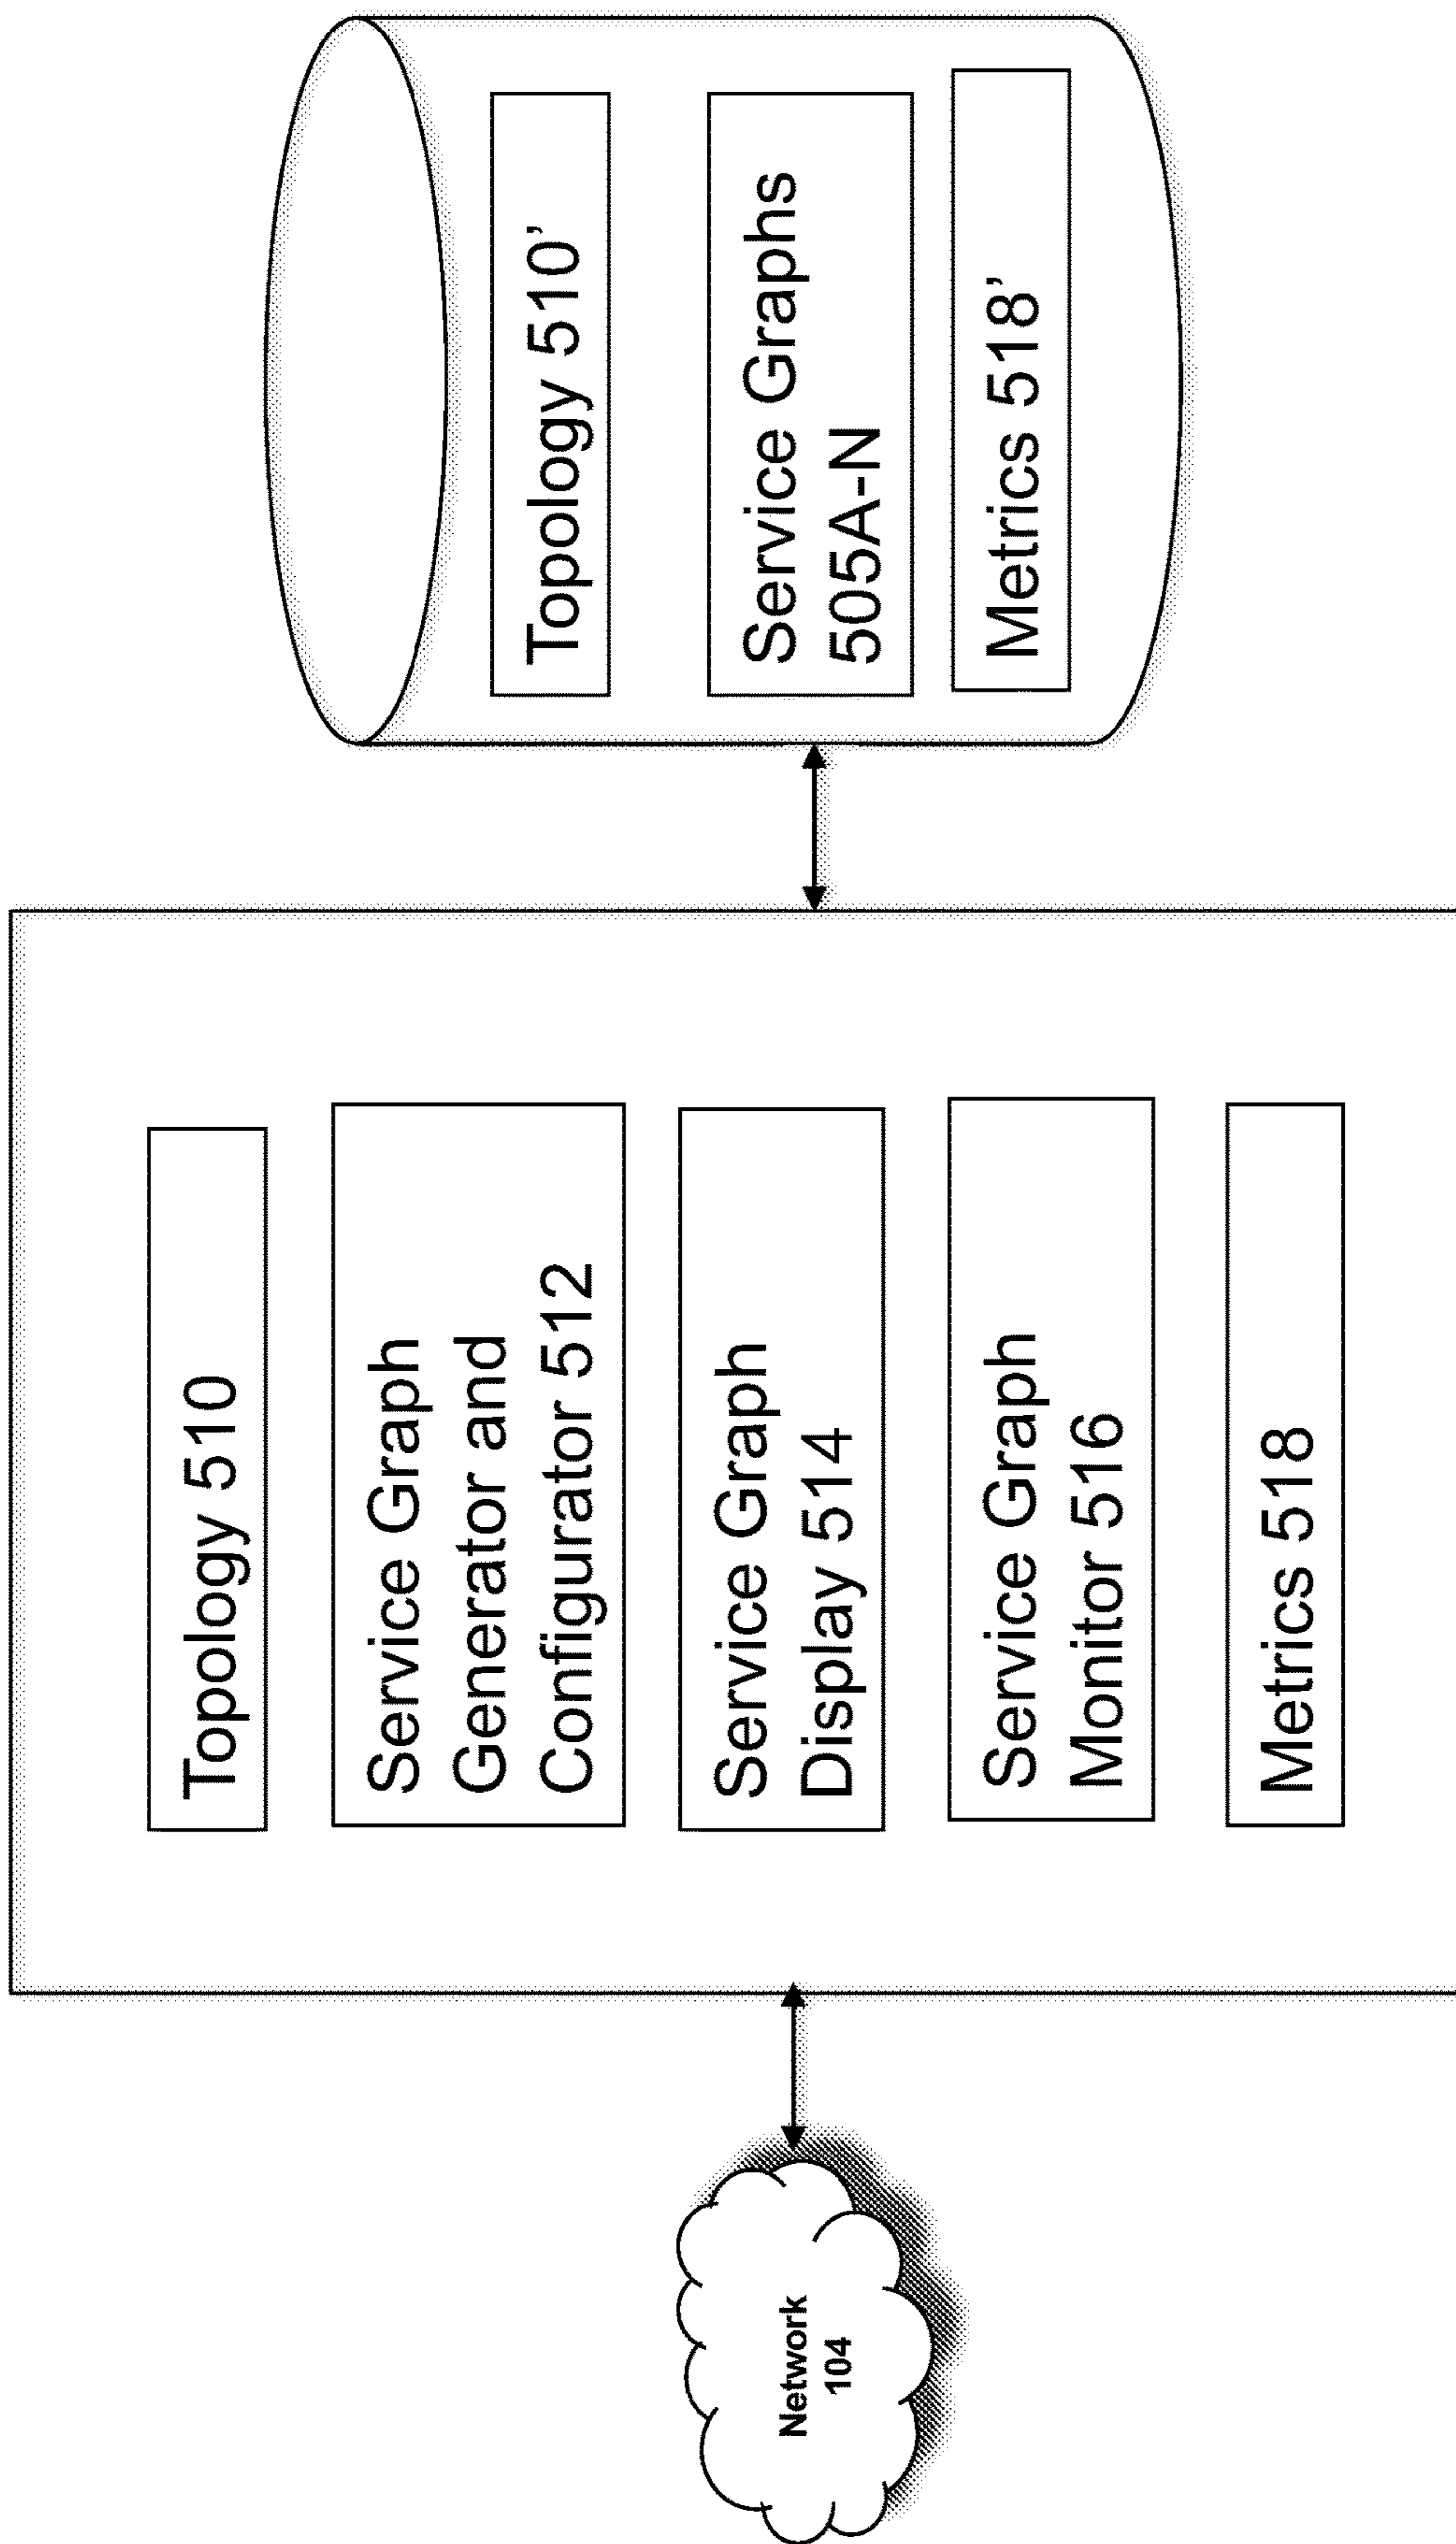 Network
104
Topology 510
Service Graph
Generator and
Configurator 512
Service Graph
Display 514
Service Graph
Monitor 516
Metrics 518
Topology 510’
Service Graphs
505A-N
Metrics 518’